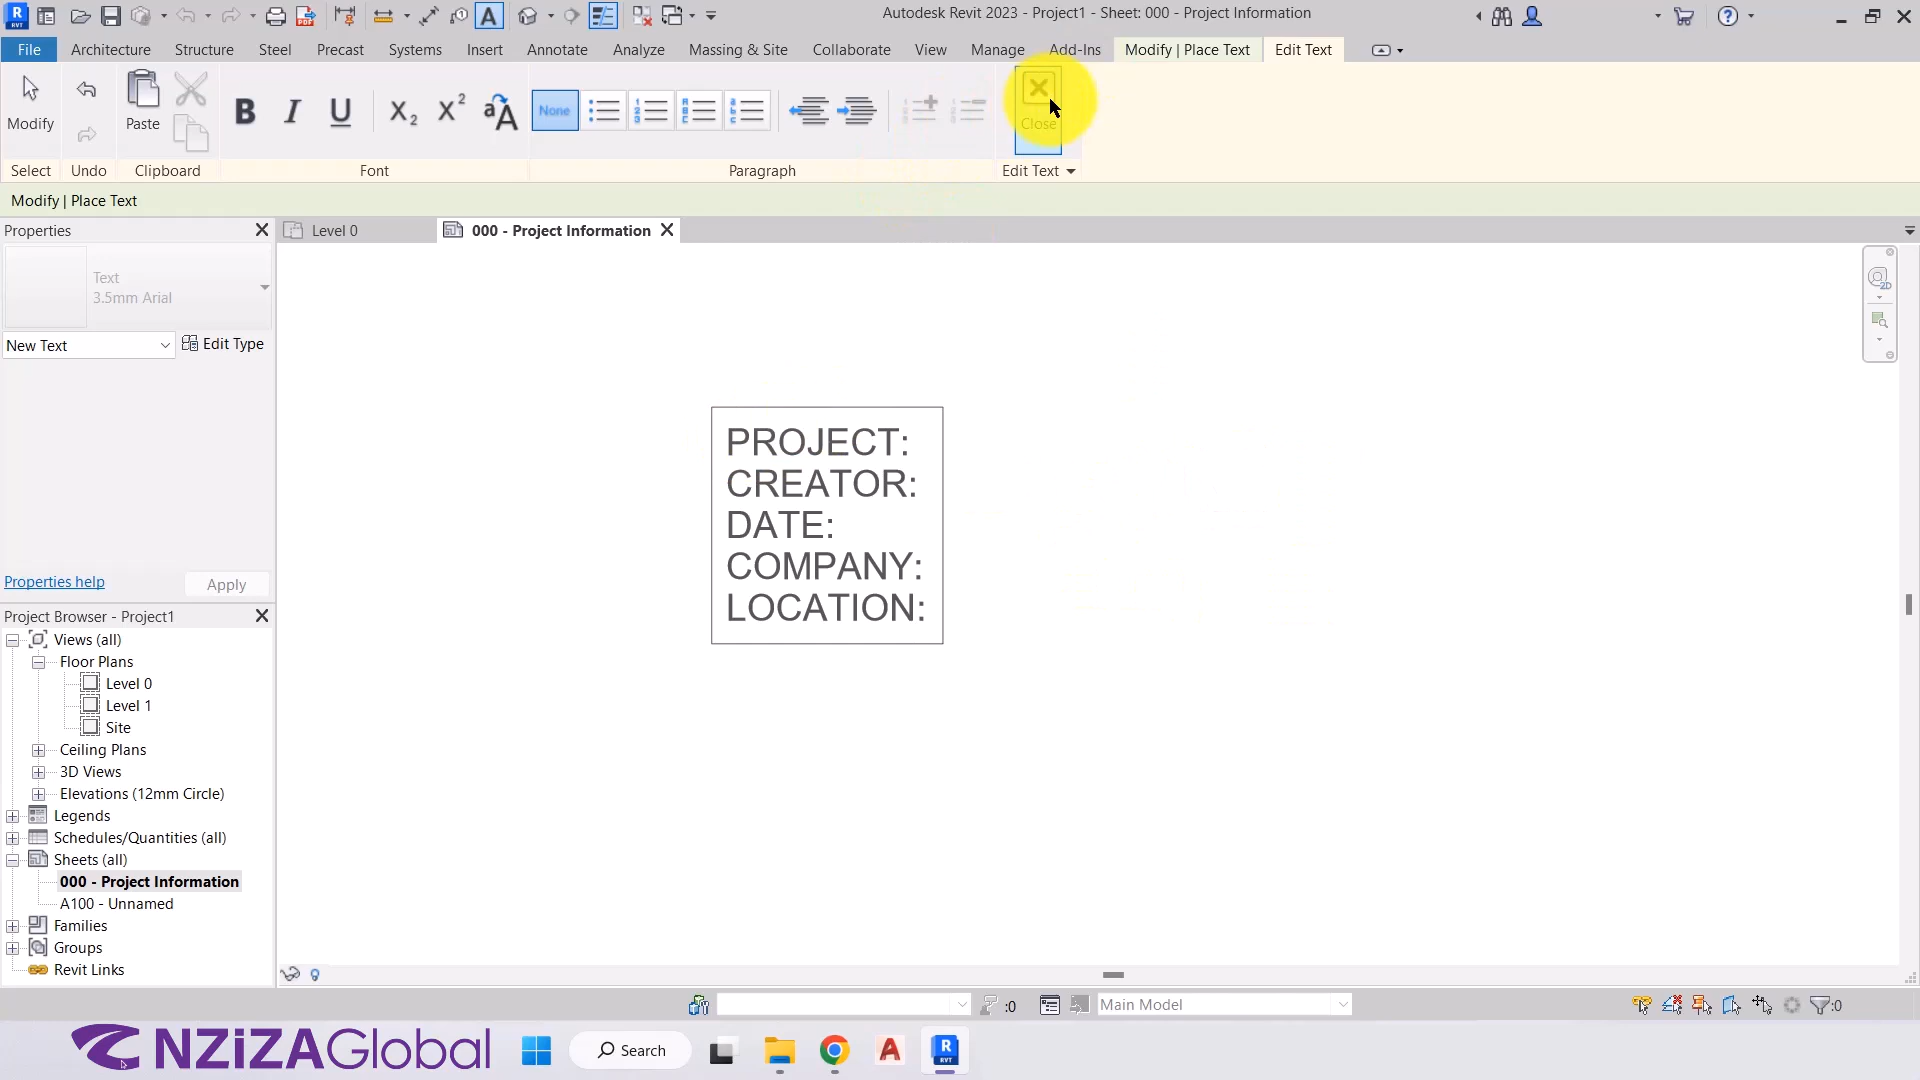 Autodesk Revit 2023 - Project1 - Sheet: 000 - Project Information
File Architecture Structure Steel Precast Systems Insert Annotate Analyze Massing & Site Collaborate View Manage Add-Ins Modify | Place Text Edit Text
Modify Paste None Close
Select Undo Clipboard Font Paragraph Edit Text
Modify | Place Text
Properties
Level 0
000 - Project Information
Text
3.5mm Arial
New Text
Edit Type
PROJECT:
CREATOR:
DATE:
COMPANY:
LOCATION:
Properties help
Apply
Project Browser - Project1
Views (all)
Floor Plans
Level 0
Level 1
Site
Ceiling Plans
3D Views
Elevations (12mm Circle)
Legends
Schedules/Quantities (all)
Sheets (all)
000 - Project Information
A100 - Unnamed
Families
Groups
Revit Links
:0
Main Model
:0
NZiZAGlobal
Search